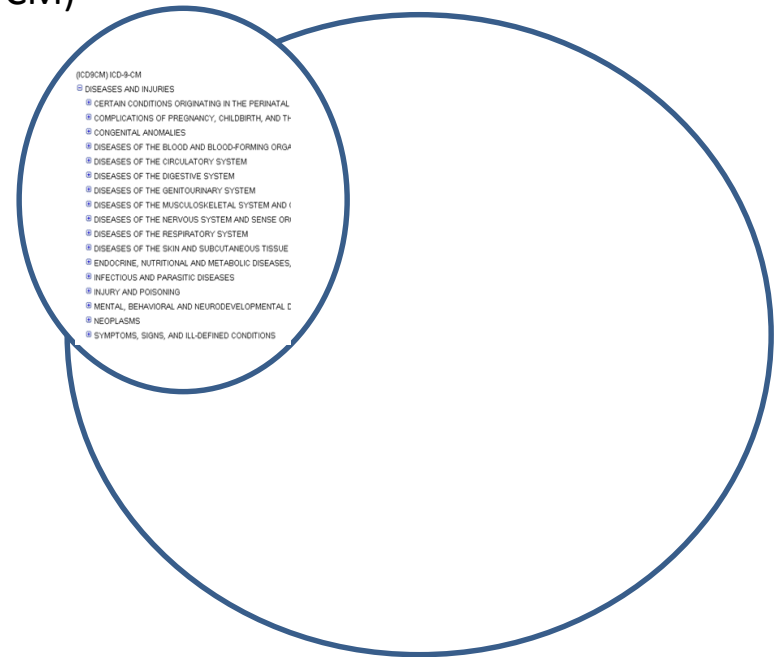 CM)
(ICD9CM) ICD-9-CM
DISEASES AND INJURIES
CERTAIN CONDITIONS ORIGINATING IN THE PERINATAL
COMPLICATIONS OF PREGNANCY, CHILDBIRTH, AND TH
CONGENITAL ANOMALIES
DISEASES OF THE BLOOD AND BLOOD-FORMING ORGA
DISEASES OF THE CIRCULATORY SYSTEM
DISEASES OF THE DIGESTIVE SYSTEM
DISEASES OF THE GENITOURINARY SYSTEM
DISEASES OF THE MUSCULOSKELETAL SYSTEM AND (
DISEASES OF THE NERVOUS SYSTEM AND SENSE OR
DISEASES OF THE RESPIRATORY SYSTEM
DISEASES OF THE SKIN AND SUBCUTANEOUS TISSUE
ENDOCRINE, NUTRITIONAL AND METABOLIC DISEASES,
INFECTIOUS AND PARASITIC DISEASES
INJURY AND POISONING
MENTAL, BEHAVIORAL AND NEURODEVELOPMENTAL D
NEOPLASMS
SYMPTOMS, SIGNS, AND ILL-DEFINED CONDITIONS